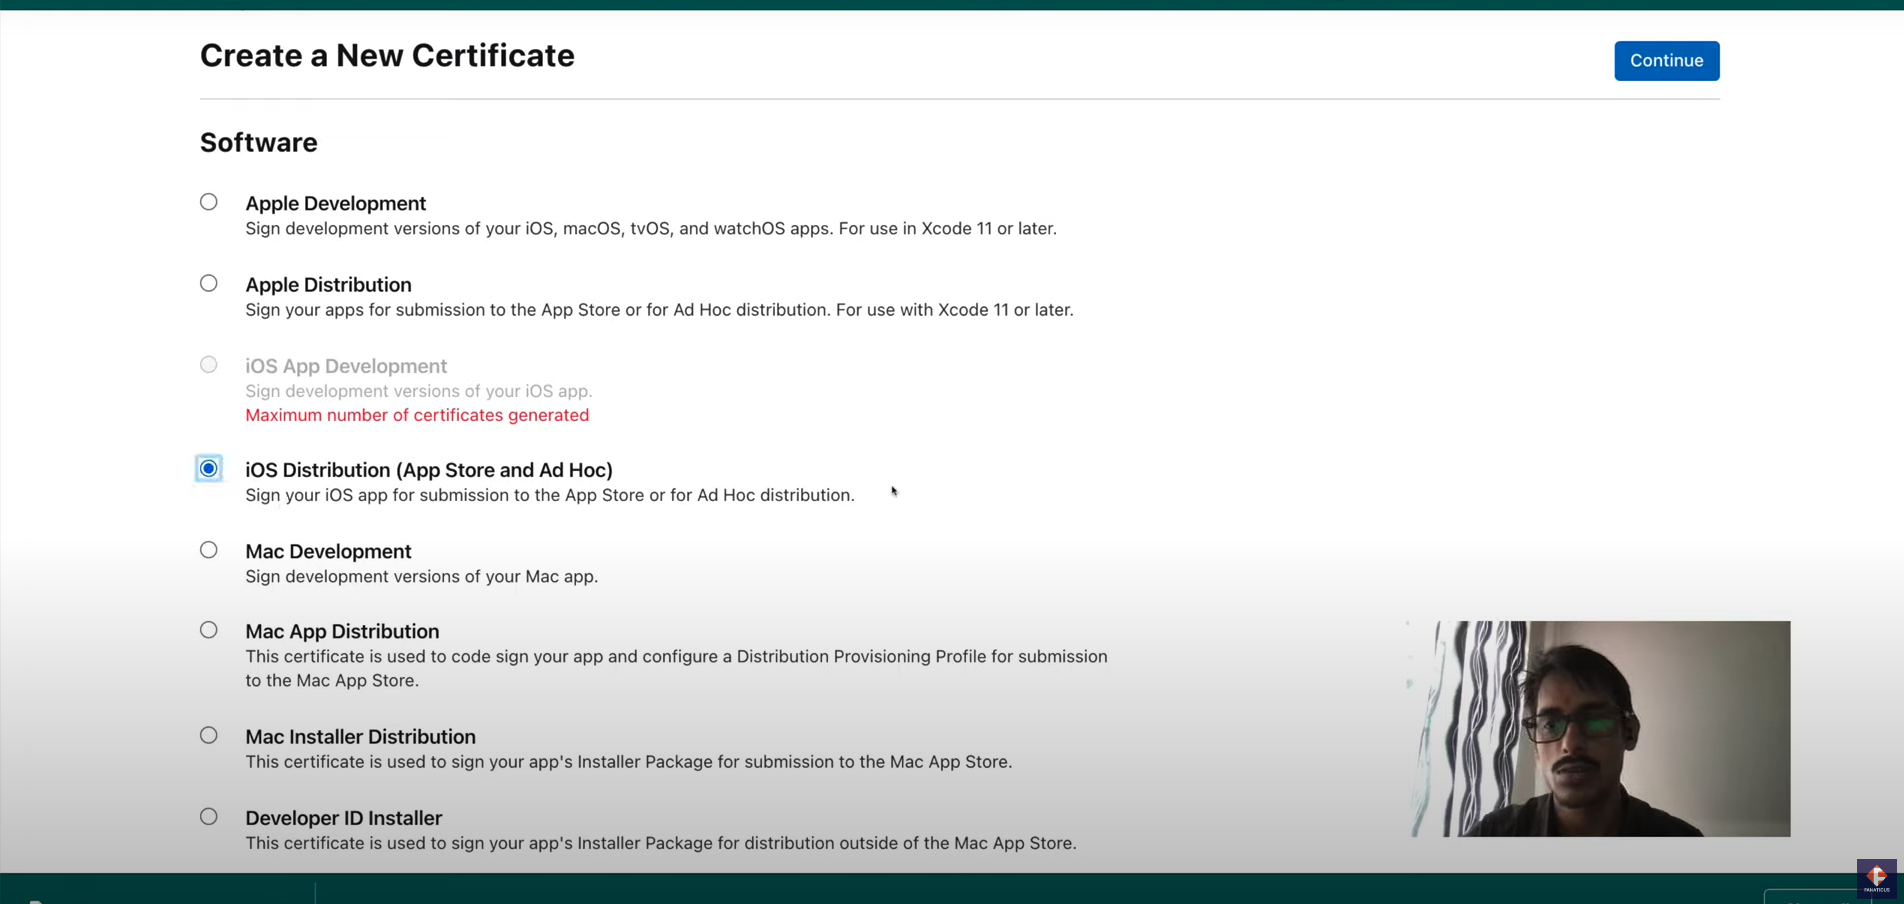 Create a New Certificate
Continue
Software
Apple Development
Sign development versions of your iOS, macOS, tvOS, and watchOS apps. For use in Xcode 11 or later.
Apple Distribution
Sign your apps for submission to the App Store or for Ad Hoc distribution. For use with Xcode 11 or later.
iOS App Development
Sign development versions of your iOS app.
Maximum number of certificates generated
iOS Distribution (App Store and Ad Hoc)
Sign your iOS app for submission to the App Store or for Ad Hoc distribution.
Mac Development
Sign development versions of your Mac app.
Mac App Distribution
This certificate is used to code sign your app and configure a Distribution Provisioning Profile for submission
to the Mac App Store.
Mac Installer Distribution
This certificate is used to sign your app's Installer Package for submission to the Mac App Store.
Developer ID Installer
This certificate is used to sign your app's Installer Package for distribution outside of the Mac App Store.
FANATICUS